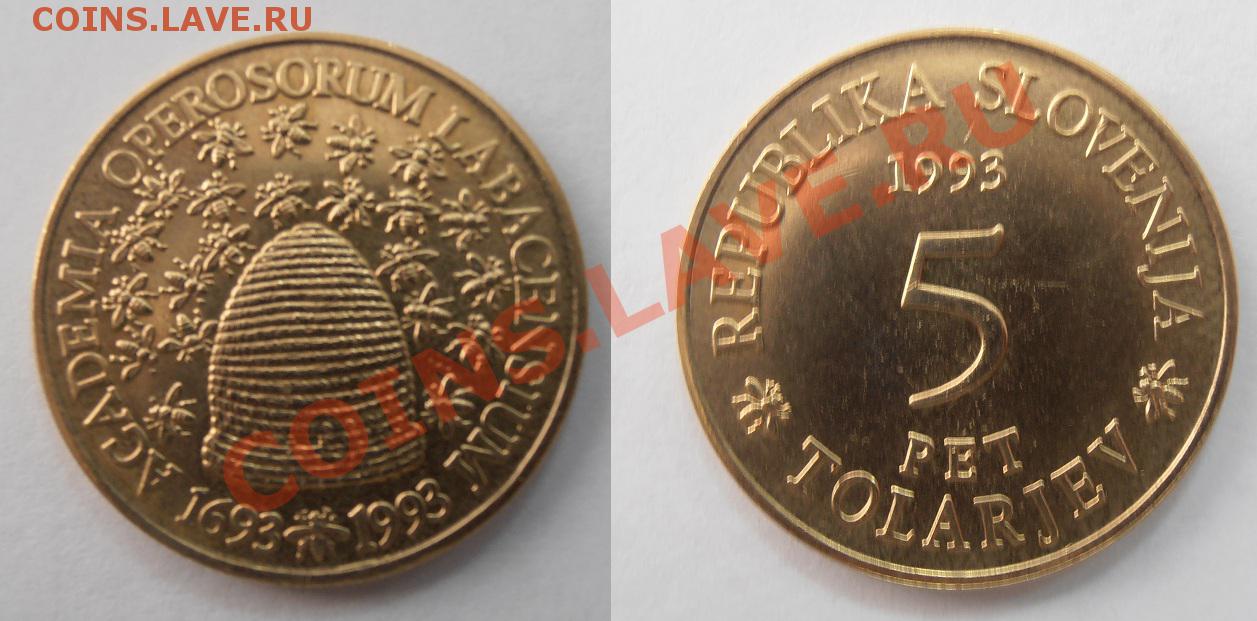 COINS.LAVE.RU
ACADEMIA OPEROSORUM LABACENSIUM
1693 1993
REPUBLIKA SLOVENIJA
1993
5
PET
TOLARJEV
COINS.LAVE.RU